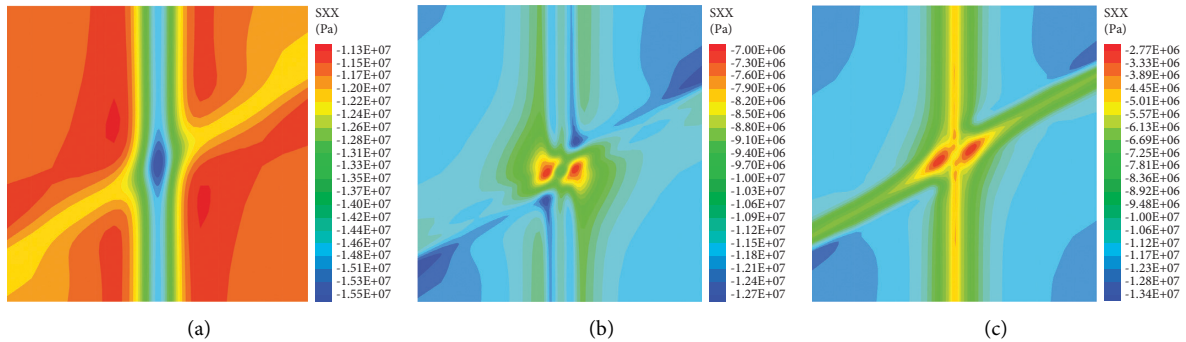 SXX
(Pa)
-1.13E+07
-1.15E+07
-1.17E+07
-1.20E+07
-1.22E+07
-1.24E+07
-1.26E+07
-1.28E+07
-1.31E+07
-1.33E+07
-1.35E+07
-1.37E+07
-1.40E+07
-1.42E+07
-1.44E+07
-1.46E+07
-1.48E+07
-1.51E+07
-1.53E+07
-1.55E+07
(a)
SXX
(Pa)
-7.00E+06
-7.30E+06
-7.60E+06
-7.90E+06
-8.20E+06
-8.50E+06
-8.80E+06
-9.10E+06
-9.40E+06
-9.70E+06
-1.00E+07
-1.03E+07
-1.06E+07
-1.09E+07
-1.12E+07
-1.15E+07
-1.18E+07
-1.21E+07
-1.24E+07
-1.27E+07
(b)
SXX
(Pa)
-2.77E+06
-3.33E+06
-3.89E+06
-4.45E+06
-5.01E+06
-5.57E+06
-6.13E+06
-6.69E+06
-7.25E+06
-7.81E+06
-8.36E+06
-8.92E+06
-9.48E+06
-1.00E+07
-1.06E+07
-1.12E+07
-1.17E+07
-1.23E+07
-1.28E+07
-1.34E+07
(c)